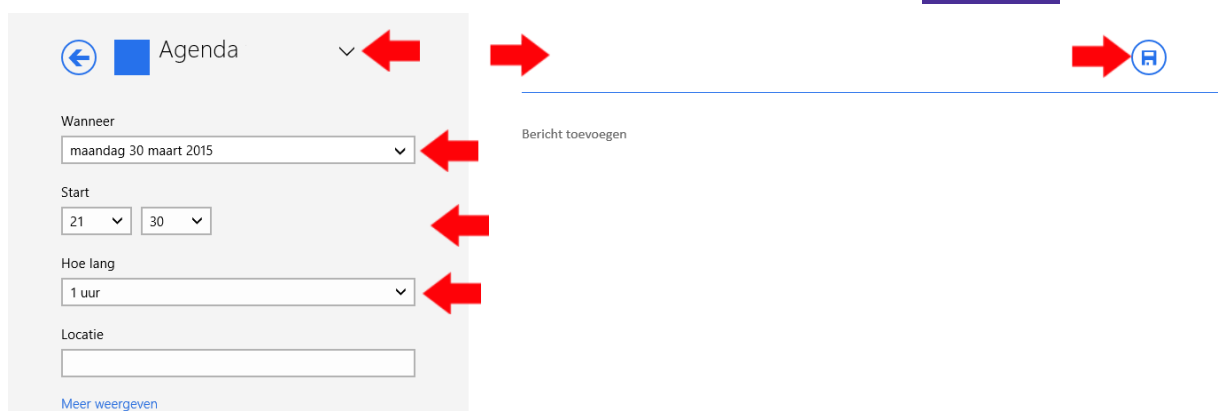 Agenda
Wanneer
maandag 30 maart 2015
Start
21 30
Hoe lang
1 uur
Locatie
Meer weergeven
Bericht toevoegen